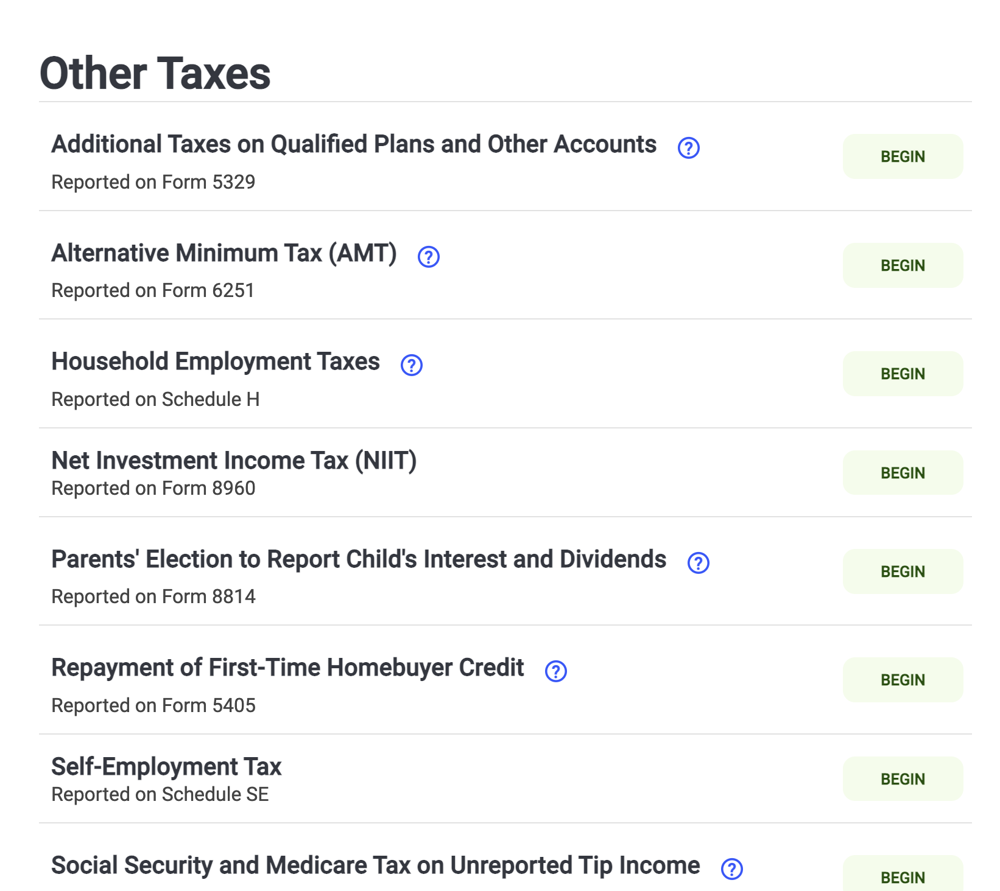 Other Taxes
Additional Taxes on Qualified Plans and Other Accounts ?
BEGIN
Reported on Form 5329
Alternative Minimum Tax (AMT) ?
BEGIN
Reported on Form 6251
Household Employment Taxes ?
BEGIN
Reported on Schedule H
Net Investment Income Tax (NIIT)
BEGIN
Reported on Form 8960
Parents' Election to Report Child's Interest and Dividends ?
BEGIN
Reported on Form 8814
Repayment of First-Time Homebuyer Credit ?
BEGIN
Reported on Form 5405
Self-Employment Tax
BEGIN
Reported on Schedule SE
Social Security and Medicare Tax on Unreported Tip Income ?
BEGIN